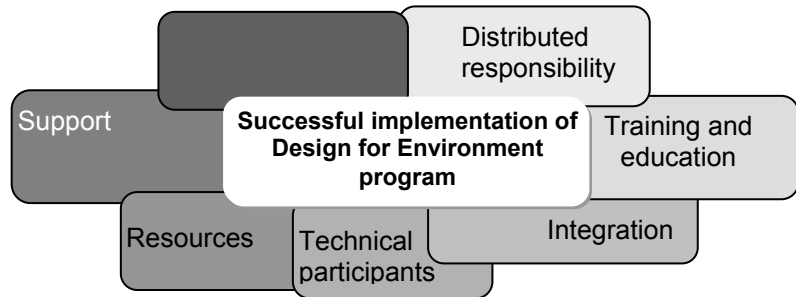 Distributed
responsibility
Support
Successful implementation of
Design for Environment
program
Training and
education
Resources
Technical
participants
Integration